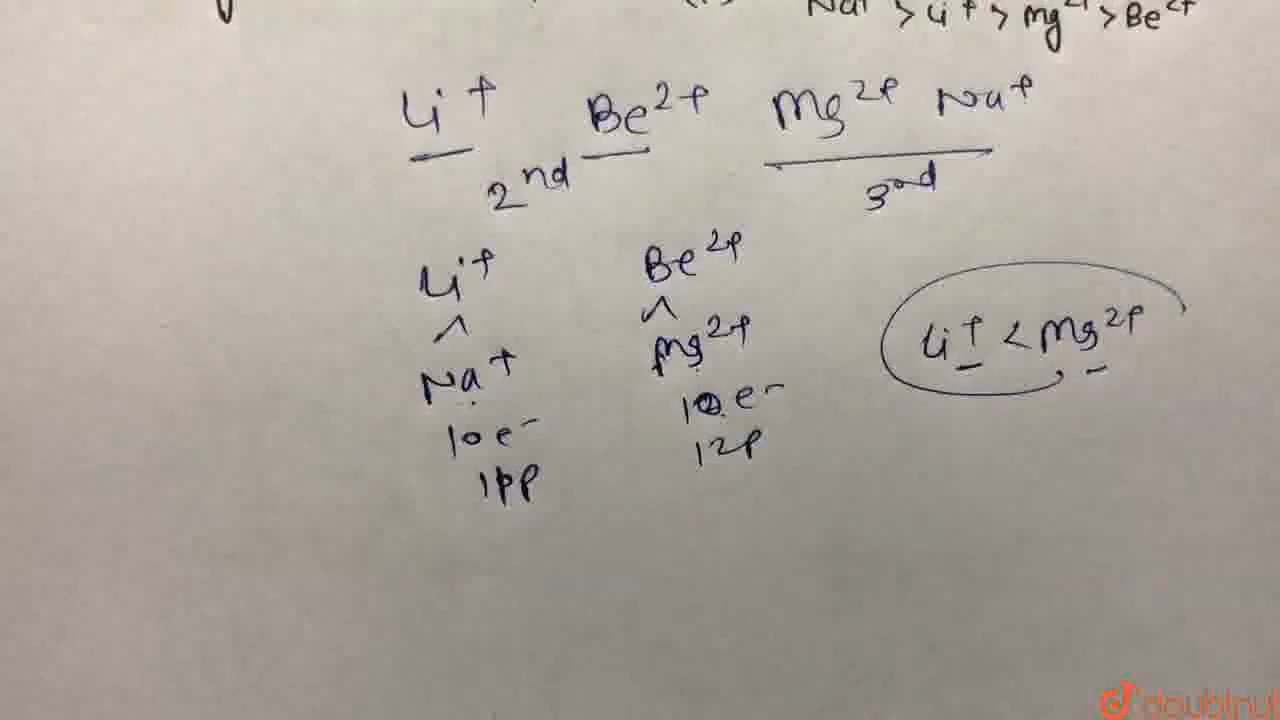 Na+ > Li+ > Mg2+ > Be2+
Li+ Be2+ Mg2+ Na+
2nd 3rd
Li+ Be2+
^ ^
Na+ Mg2+
10e- 10e-
11p 12p
Li+ < Mg2+
doubtnut